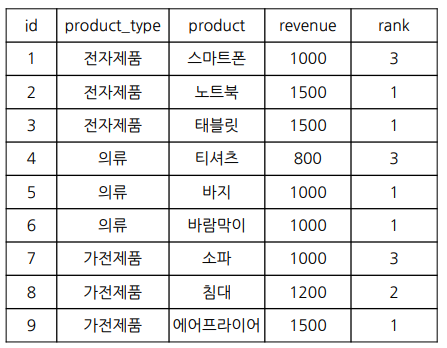 id product_type product revenue rank
1 전자제품 스마트폰 1000 3
2 전자제품 노트북 1500 1
3 전자제품 태블릿 1500 1
4 의류 티셔츠 800 3
5 의류 바지 1000 1
6 의류 바람막이 1000 1
7 가전제품 소파 1000 3
8 가전제품 침대 1200 2
9 가전제품 에어프라이어 1500 1